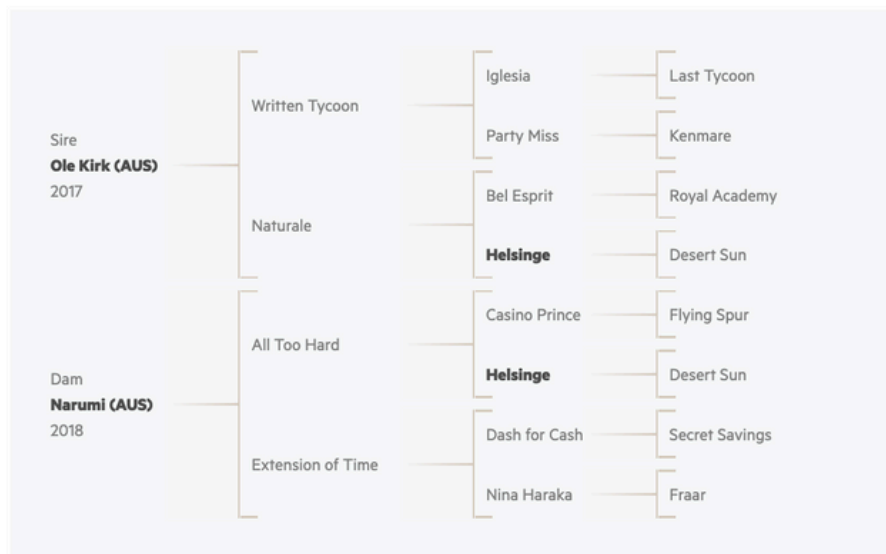 Sire
Ole Kirk (AUS)
2017
Written Tycoon
Naturale
Iglesia
Party Miss
Bel Esprit
Helsinge
Last Tycoon
Kenmare
Royal Academy
Desert Sun
Dam
Narumi (AUS)
2018
All Too Hard
Extension of Time
Casino Prince
Helsinge
Dash for Cash
Nina Haraka
Flying Spur
Desert Sun
Secret Savings
Fraar